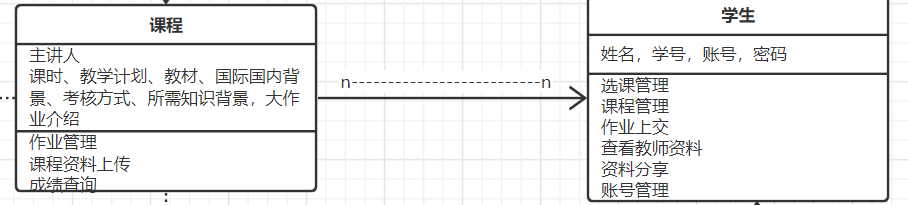 课程
主讲人
课时、教学计划、教材、国际国内背
景、考核方式、所需知识背景，大作
业介绍
作业管理
课程资料上传
成绩查询
n--------------------------n
学生
姓名，学号，账号，密码
选课管理
课程管理
作业上交
查看教师资料
资料分享
账号管理